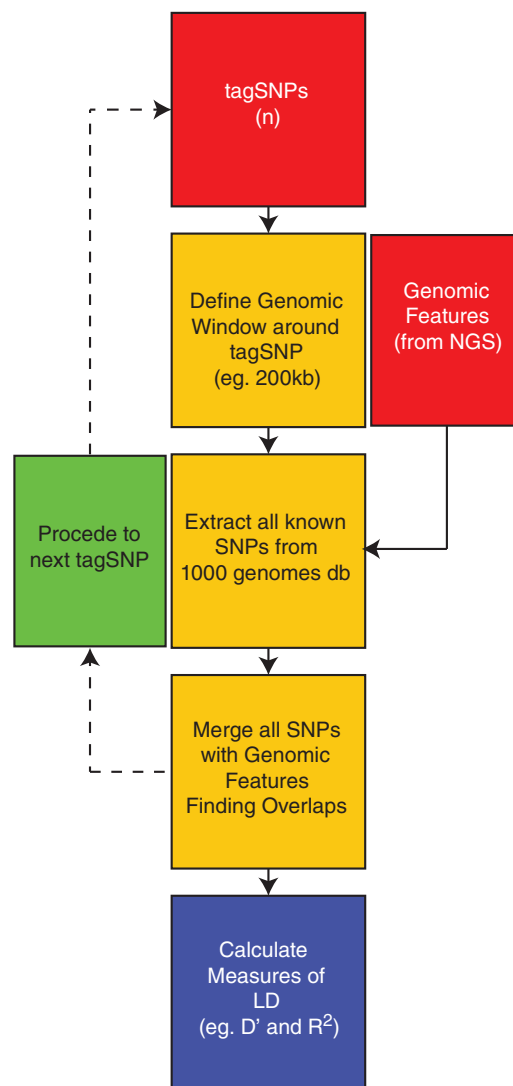 tagSNPs
(n)
Define Genomic
Window around
tagSNP
(eg. 200kb)
Genomic
Features
(from NGS)
Procede to
next tagSNP
Extract all known
SNPs from
1000 genomes db
Merge all SNPs
with Genomic
Features
Finding Overlaps
Calculate
Measures of
LD
(eg. D’ and R²)